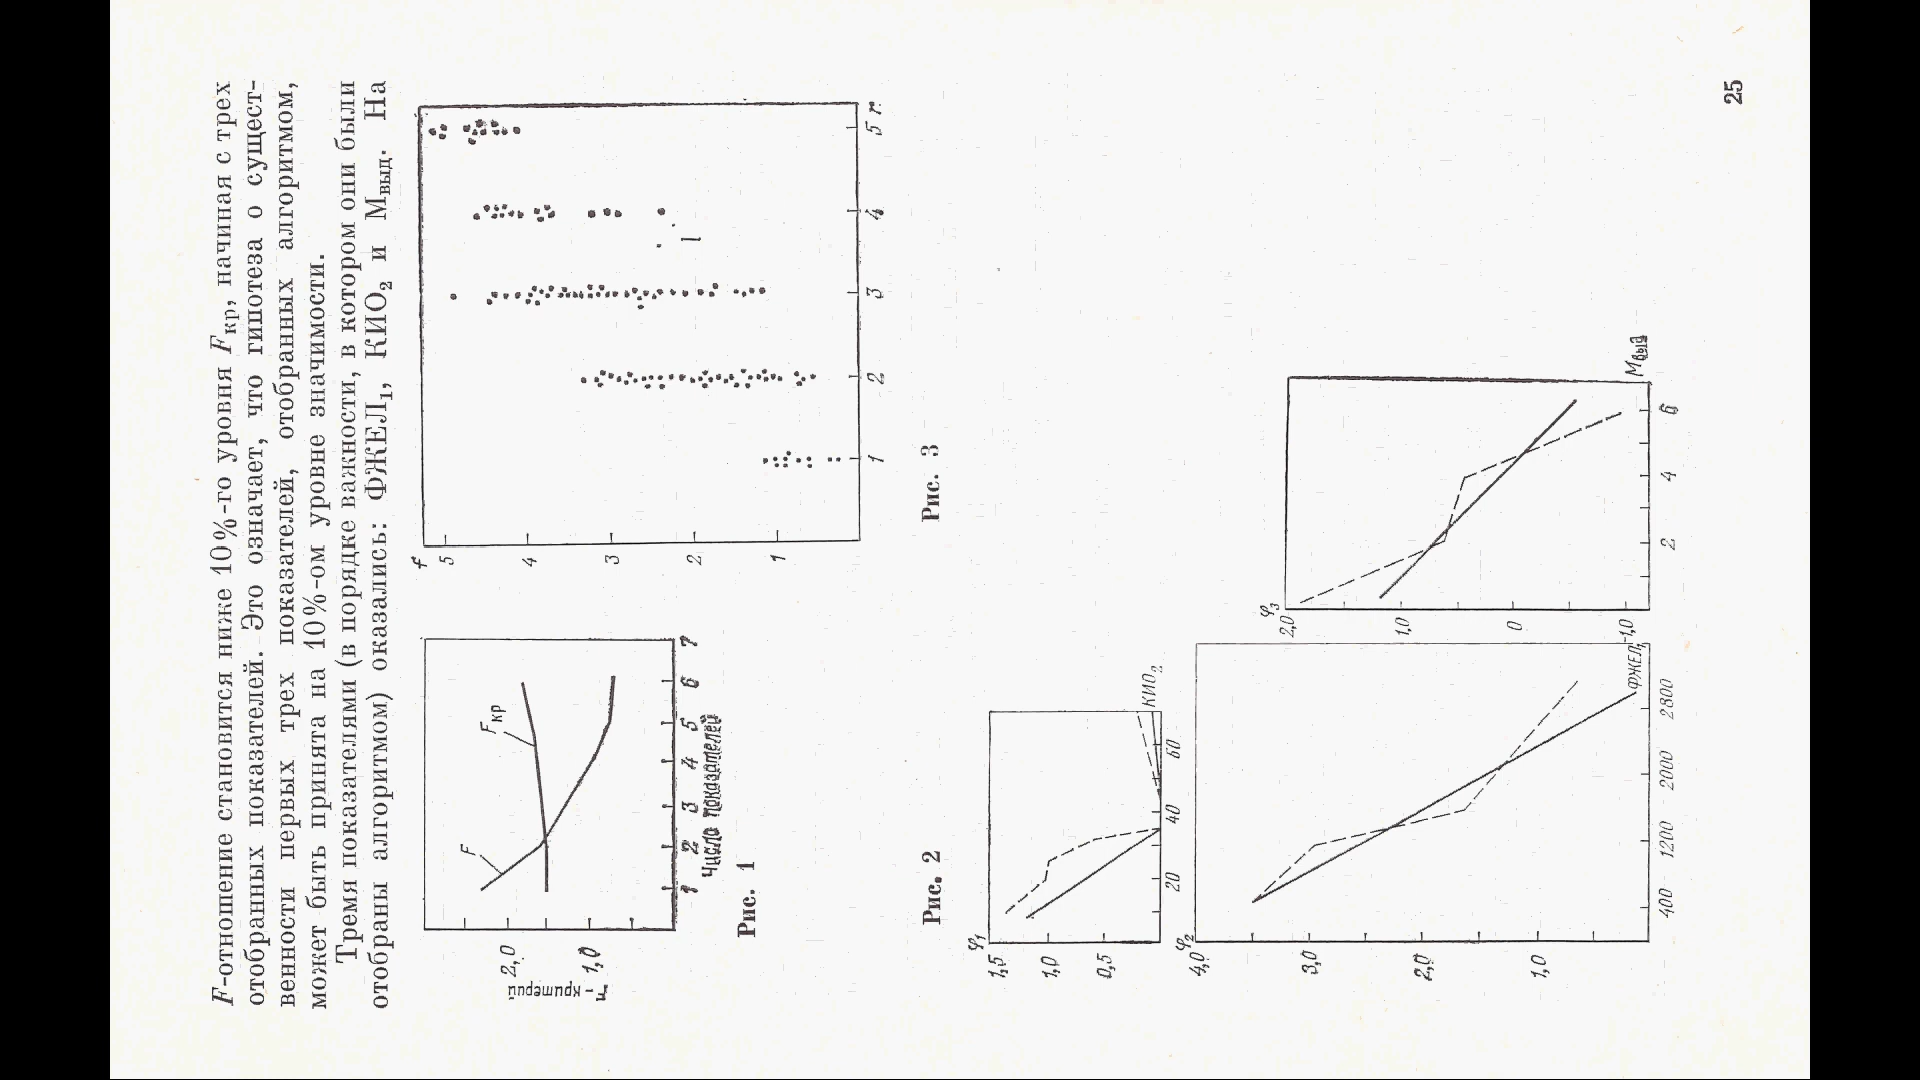 F-отношение становится ниже 10%-го уровня Fкр, начиная с трех
отобранных показателей. Это означает, что гипотеза о сущест-
венности первых трех показателей, отобранных алгоритмом,
может быть принята на 10%-ом уровне значимости.
Тремя показателями (в порядке важности, в котором они были
отобраны алгоритмом) оказались: ФЖЕЛ₁, КИО₂ и Мвыд. На
F
Fкр
2,0
1,0
F - критерий
1 2 3 4 5 6 7
Число показателей
Рис. 1
f
5
4
3
2
1
1 2 3 4 5 r
Рис. 3
Рис. 2
φ₁
1,5
1,0
0,5
20 40 60
КИО₂
φ₂
4,0
3,0
2,0
1,0
400 1200 2000 2800
ФЖЕЛ₁
φ₃
2,0
1,0
0
-1,0
2 4 6
Мвыд
25